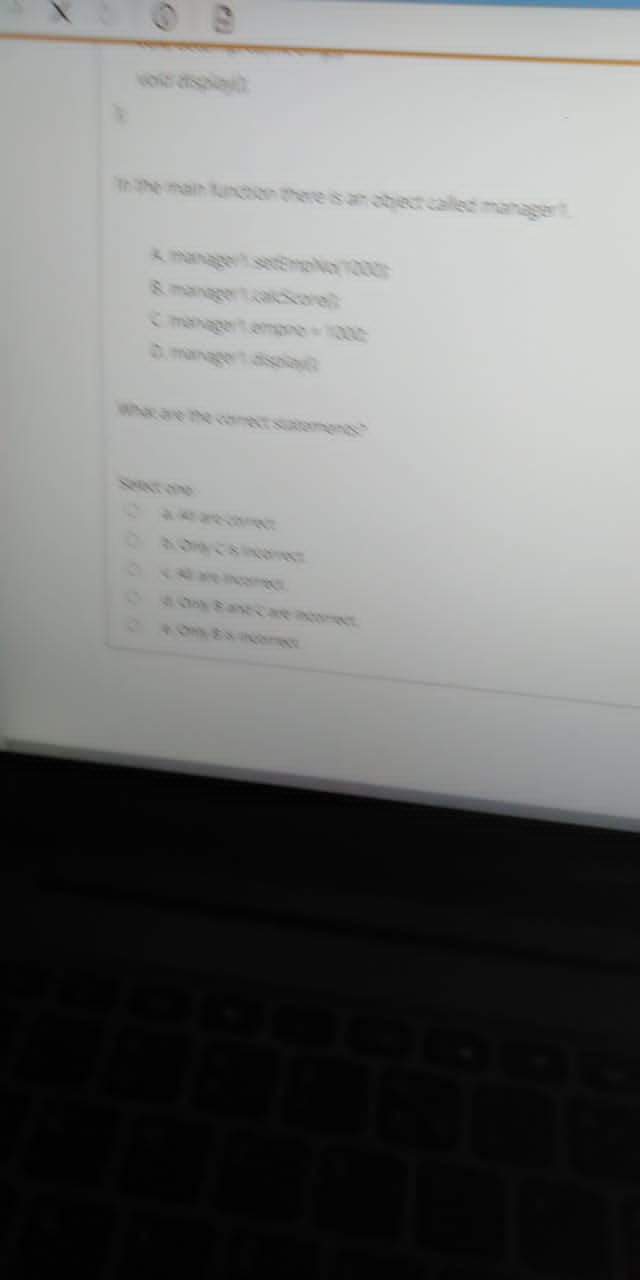 void display();
};
In the main function there is an object called manager1.
A. manager1.setEmpNo(1000);
B. manager1.calcScore();
C. manager1.empno = 1000;
D. manager1.display();
What are the correct statements?
Select one:
a. All are correct.
b. Only C is incorrect.
c. All are incorrect.
d. Only B and C are incorrect.
e. Only B is incorrect.